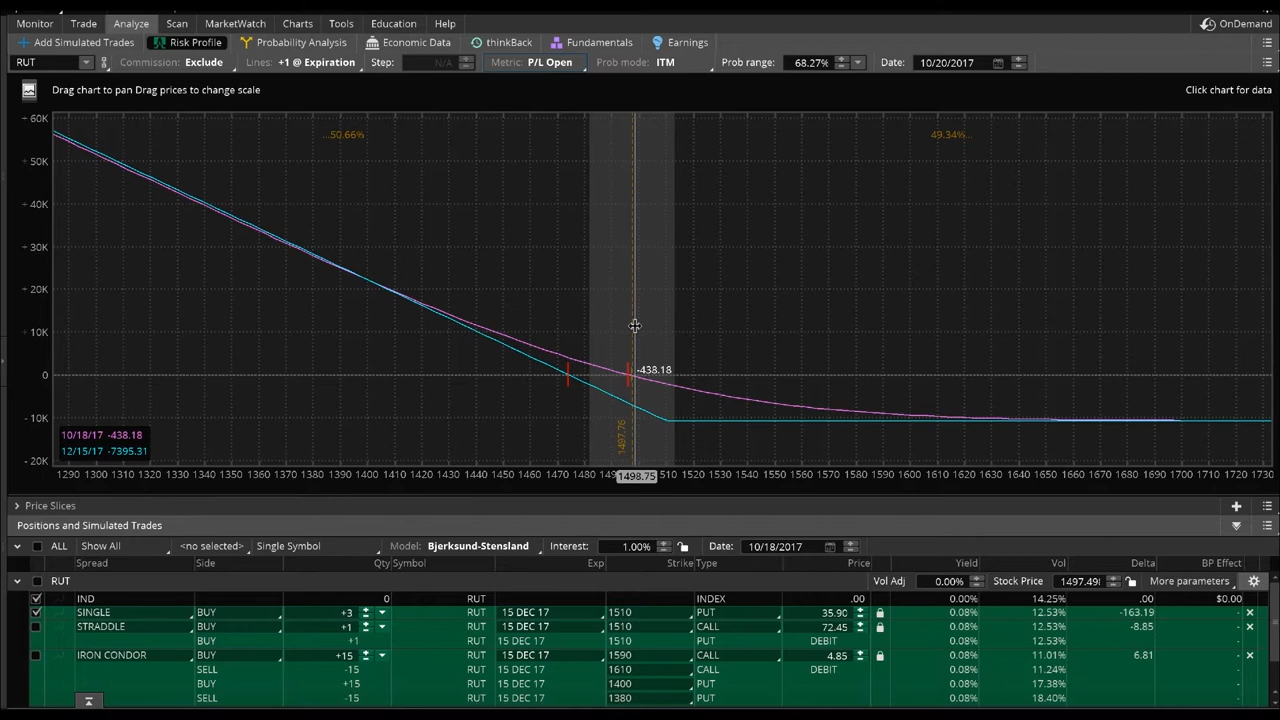 Monitor Trade Analyze Scan MarketWatch Charts Tools Education Help OnDemand
Add Simulated Trades Risk Profile Probability Analysis Economic Data thinkBack Fundamentals Earnings
RUT Commission: Exclude Lines: +1 @ Expiration Step: N/A Metric: P/L Open Prob mode: ITM Prob range: 68.27% Date: 10/20/2017
Drag chart to pan Drag prices to change scale Click chart for data
+60K
...50.66% 49.34%...
+50K
+40K
+30K
+20K
+10K
-438.18
0
-10K
1497.76
10/18/17 -438.18
12/15/17 -7395.31
-20K
1290 1300 1310 1320 1330 1340 1350 1360 1370 1380 1390 1400 1410 1420 1430 1440 1450 1460 1470 1480 1498.75 510 1520 1530 1540 1550 1560 1570 1580 1590 1600 1610 1620 1630 1640 1650 1660 1670 1680 1690 1700 1710 1720 1730
Price Slices
Positions and Simulated Trades
ALL Show All <no selected> Single Symbol Model: Bjerksund-Stensland Interest: 1.00% Date: 10/18/2017
Spread Side Qty Symbol Exp Strike Type Price Yield Vol Delta BP Effect
RUT Vol Adj 0.00% Stock Price 1497.49 More parameters
IND 0 RUT INDEX .00 0.00% 14.25% .00 $0.00
SINGLE BUY +3 RUT 15 DEC 17 1510 PUT 35.90 0.08% 12.53% -163.19 -
STRADDLE BUY +1 RUT 15 DEC 17 1510 CALL 72.45 0.08% 12.53% -8.85 -
BUY +1 RUT 15 DEC 17 1510 PUT DEBIT 0.08% 12.53%
IRON CONDOR BUY +15 RUT 15 DEC 17 1590 CALL 4.85 0.08% 11.01% 6.81 -
SELL -15 RUT 15 DEC 17 1610 CALL DEBIT 0.08% 11.24%
BUY +15 RUT 15 DEC 17 1400 PUT 0.08% 17.38%
SELL -15 RUT 15 DEC 17 1380 PUT 0.08% 18.40%